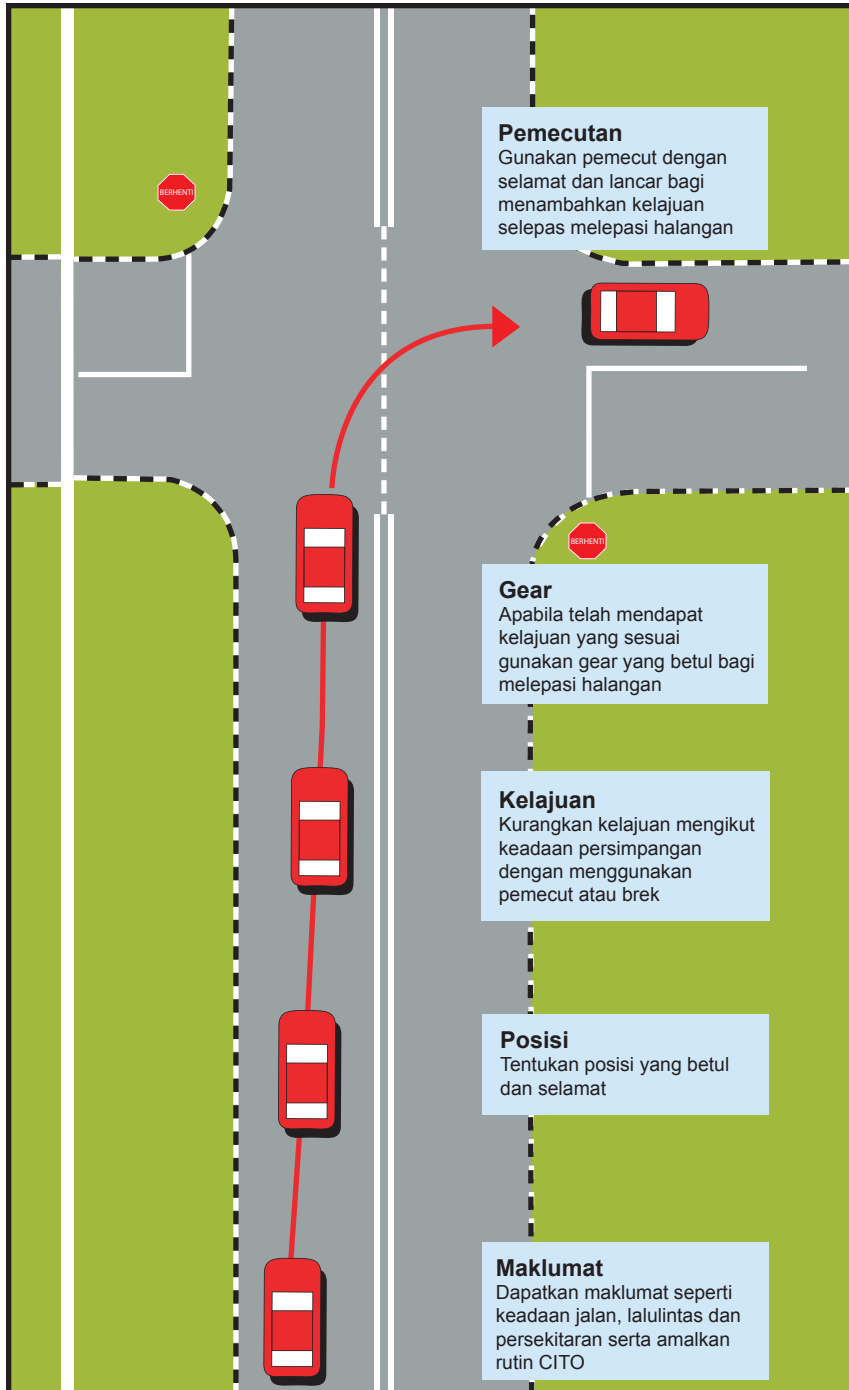 Pemecutan
Gunakan pemecut dengan
selamat dan lancar bagi
menambahkan kelajuan
selepas melepasi halangan
BERHENTI
BERHENTI
Gear
Apabila telah mendapat
kelajuan yang sesuai
gunakan gear yang betul bagi
melepasi halangan
Kelajuan
Kurangkan kelajuan mengikut
keadaan persimpangan
dengan menggunakan
pemecut atau brek
Posisi
Tentukan posisi yang betul
dan selamat
Maklumat
Dapatkan maklumat seperti
keadaan jalan, lalulintas dan
persekitaran serta amalkan
rutin CITO